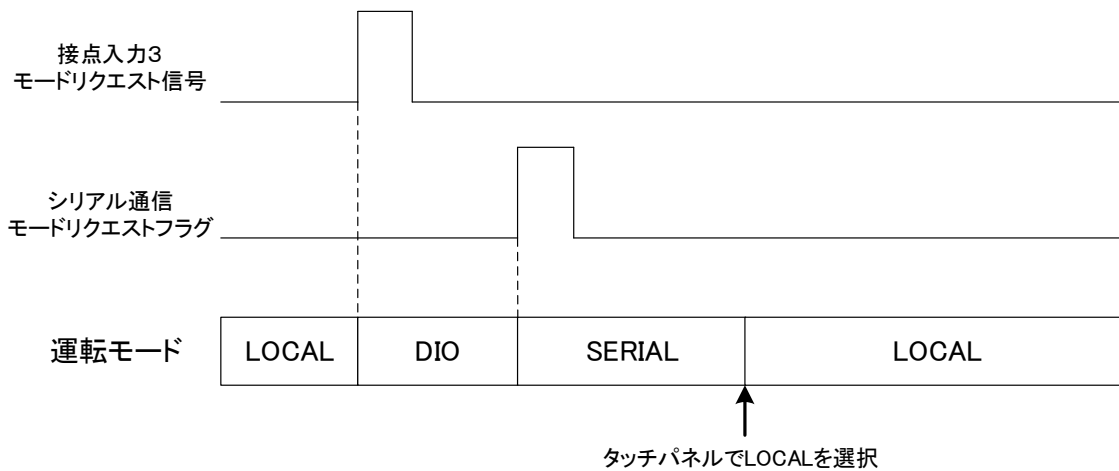 接点入力3
モードリクエスト信号
シリアル通信
モードリクエストフラグ
運転モード LOCAL DIO SERIAL LOCAL
タッチパネルでLOCALを選択